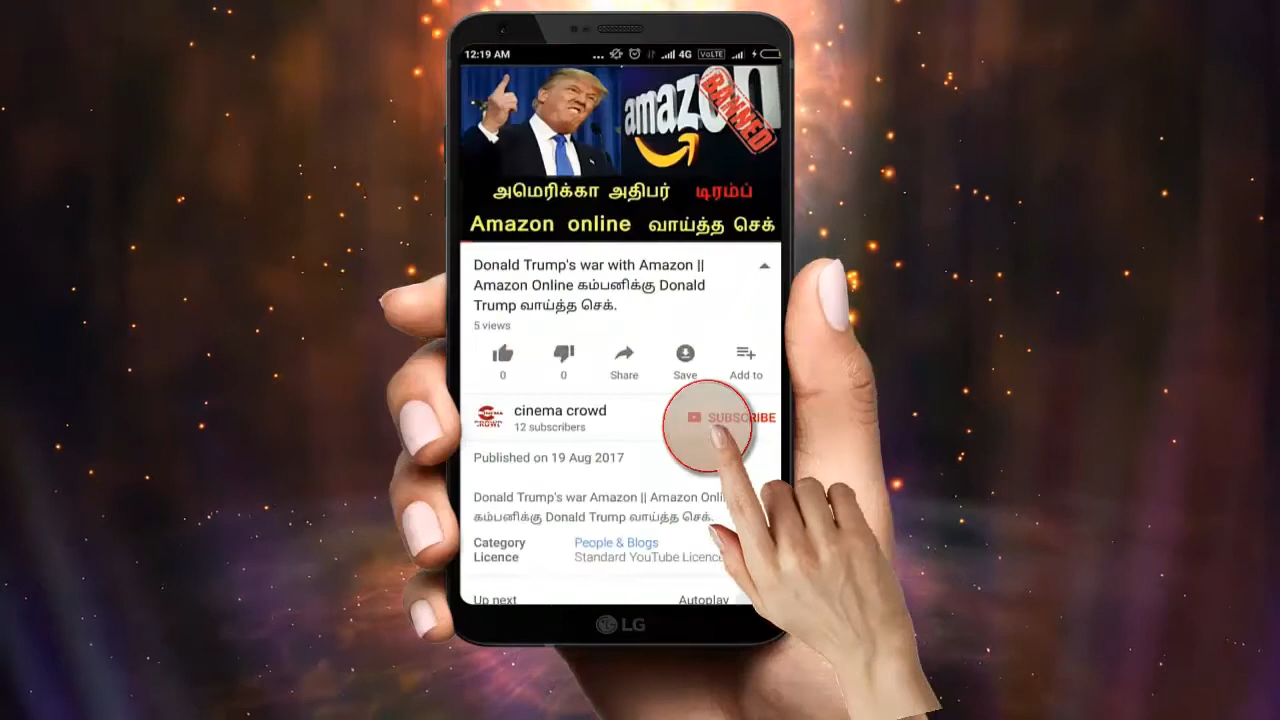 12:19 AM
... 4G VoLTE
amazon
BANNED
அமெரிக்கா அதிபர் டிரம்ப்
Amazon online வாய்த்த செக்
Donald Trump's war with Amazon ||
Amazon Online கம்பனிக்கு Donald
Trump வாய்த்த செக்.
5 views
0 0 Share Save Add to
cinema crowd
SUBSCRIBE
12 subscribers
Published on 19 Aug 2017
Donald Trump's war Amazon || Amazon Onli
கம்பனிக்கு Donald Trump வாய்த்த செக்.
Category People & Blogs
Licence Standard YouTube Licence
Up next Autoplay
LG